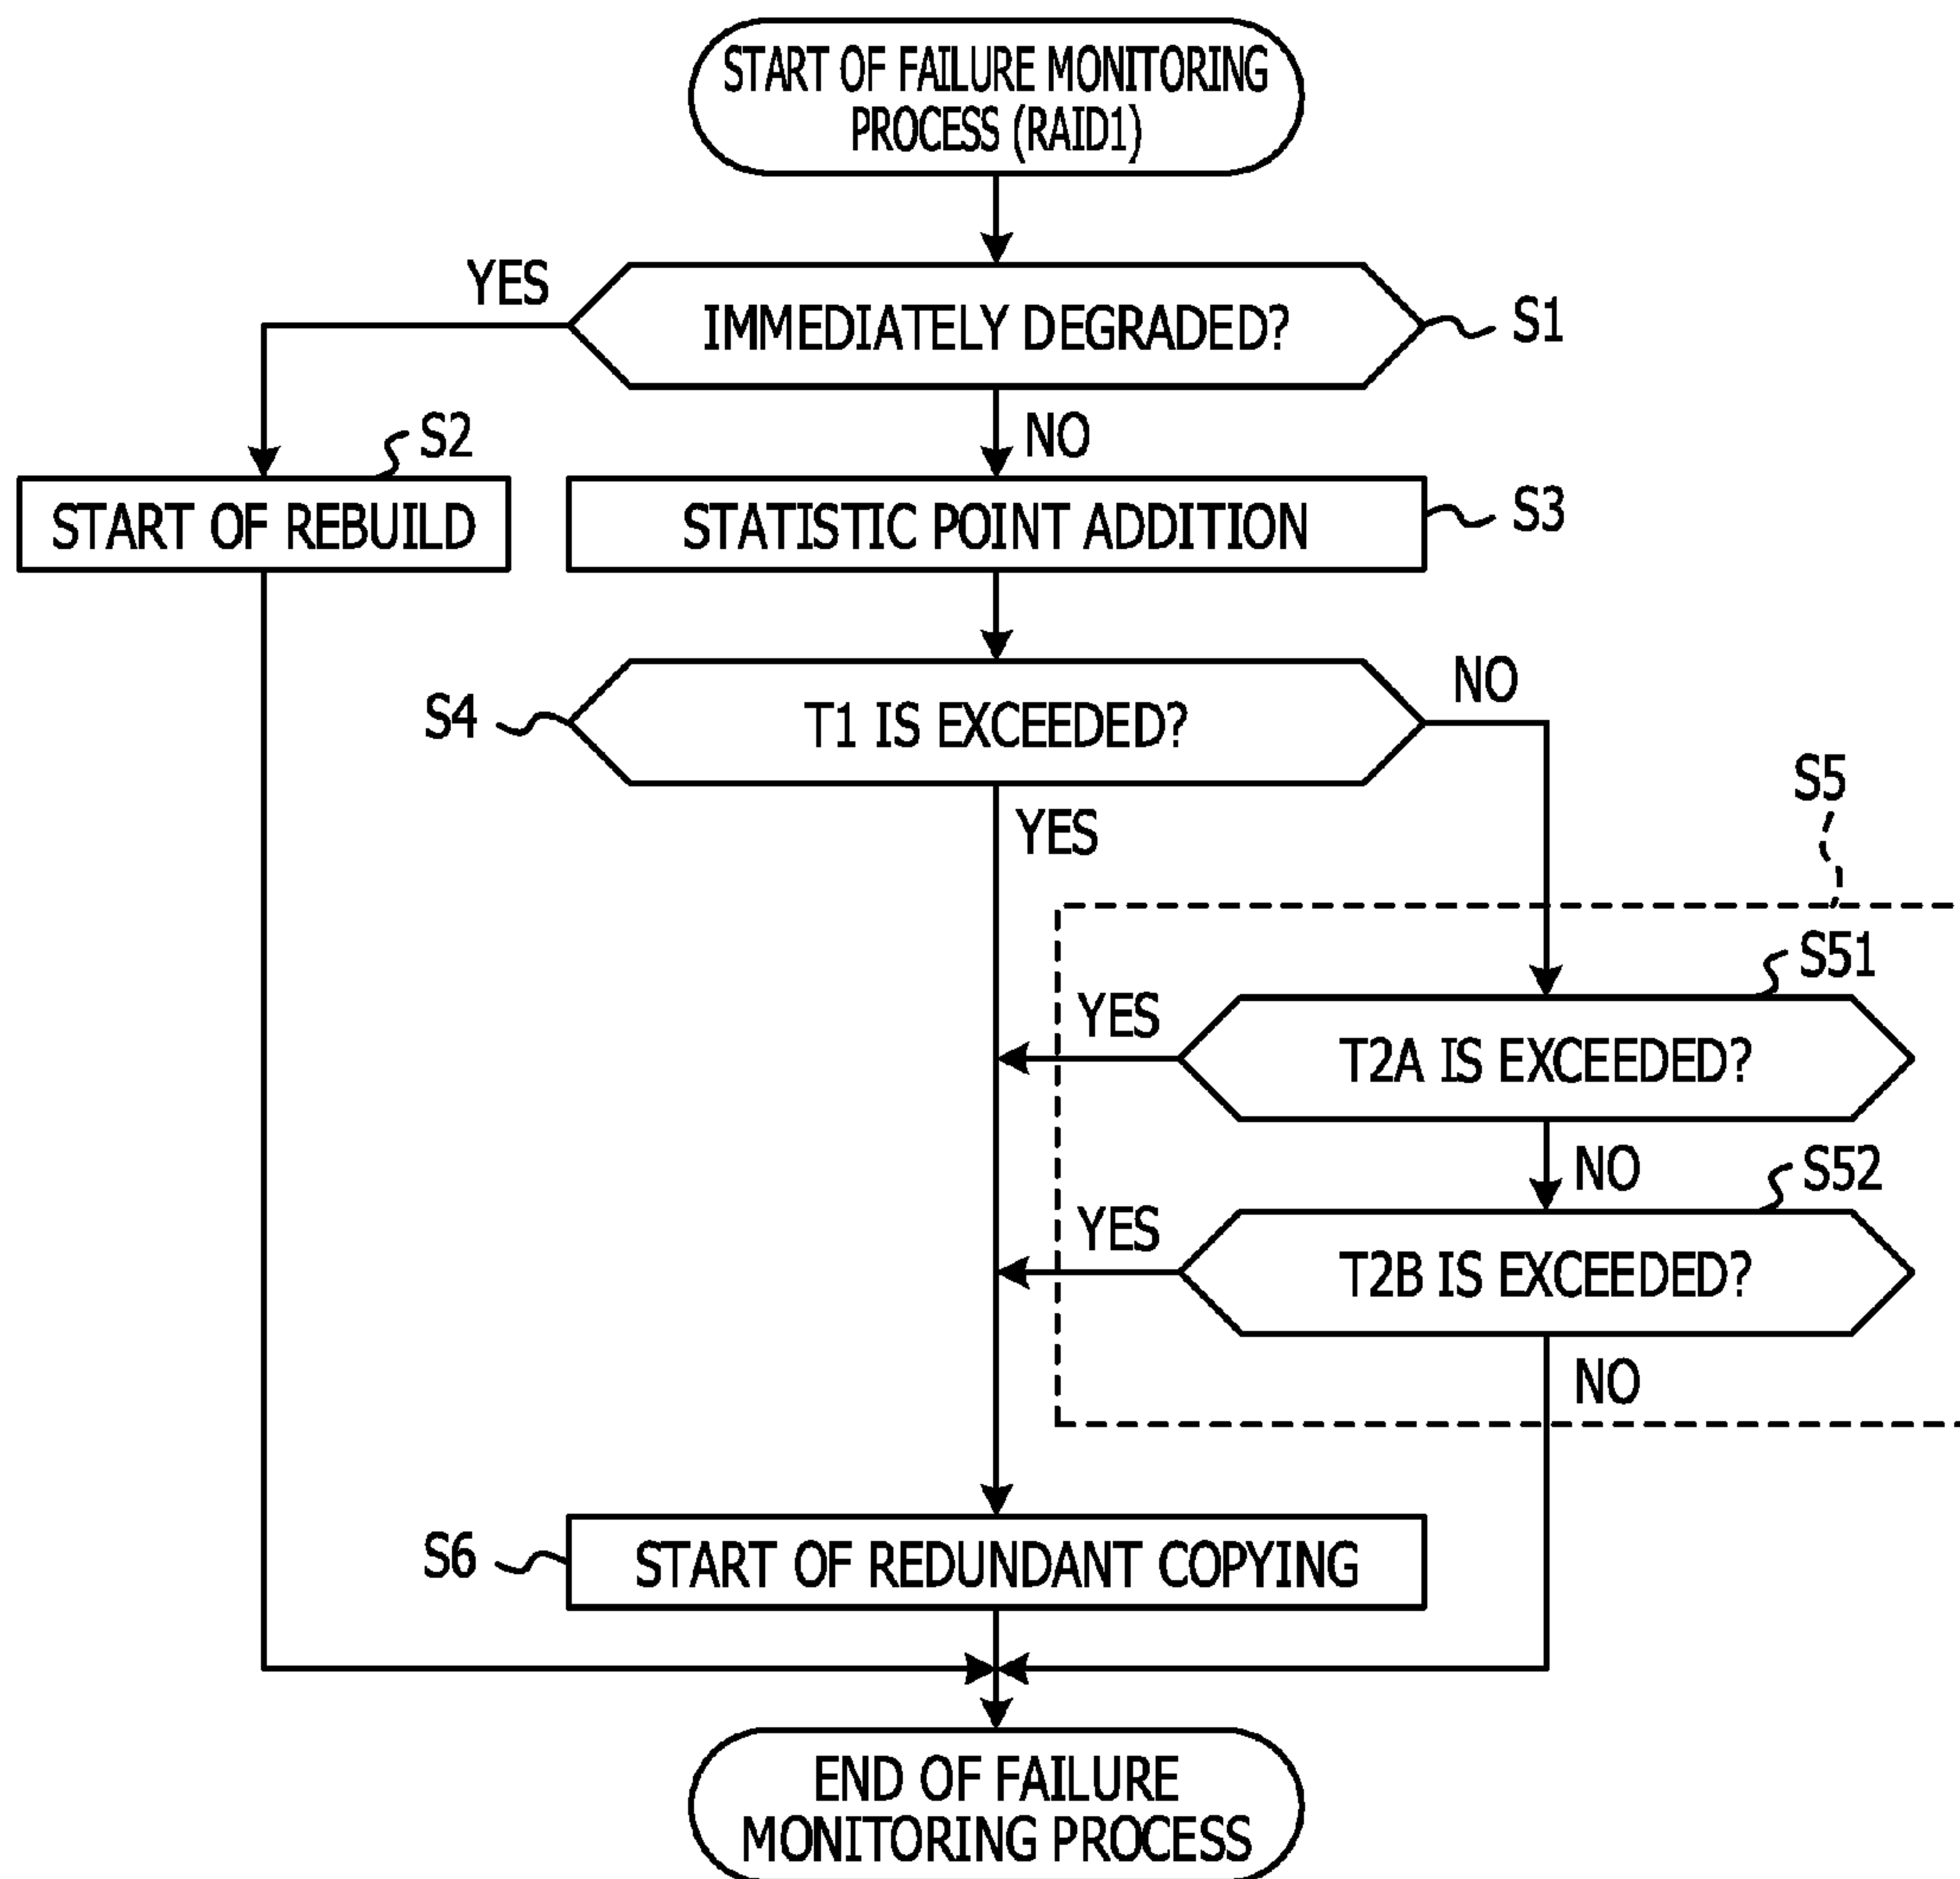 START OF FAILURE MONITORING
PROCESS (RAID1)
YES
IMMEDIATELY DEGRADED?
S1
NO
S2
START OF REBUILD
STATISTIC POINT ADDITION
S3
S4
T1 IS EXCEEDED?
NO
YES
S5
S51
YES
T2A IS EXCEEDED?
NO
S52
YES
T2B IS EXCEEDED?
NO
S6
START OF REDUNDANT COPYING
END OF FAILURE
MONITORING PROCESS